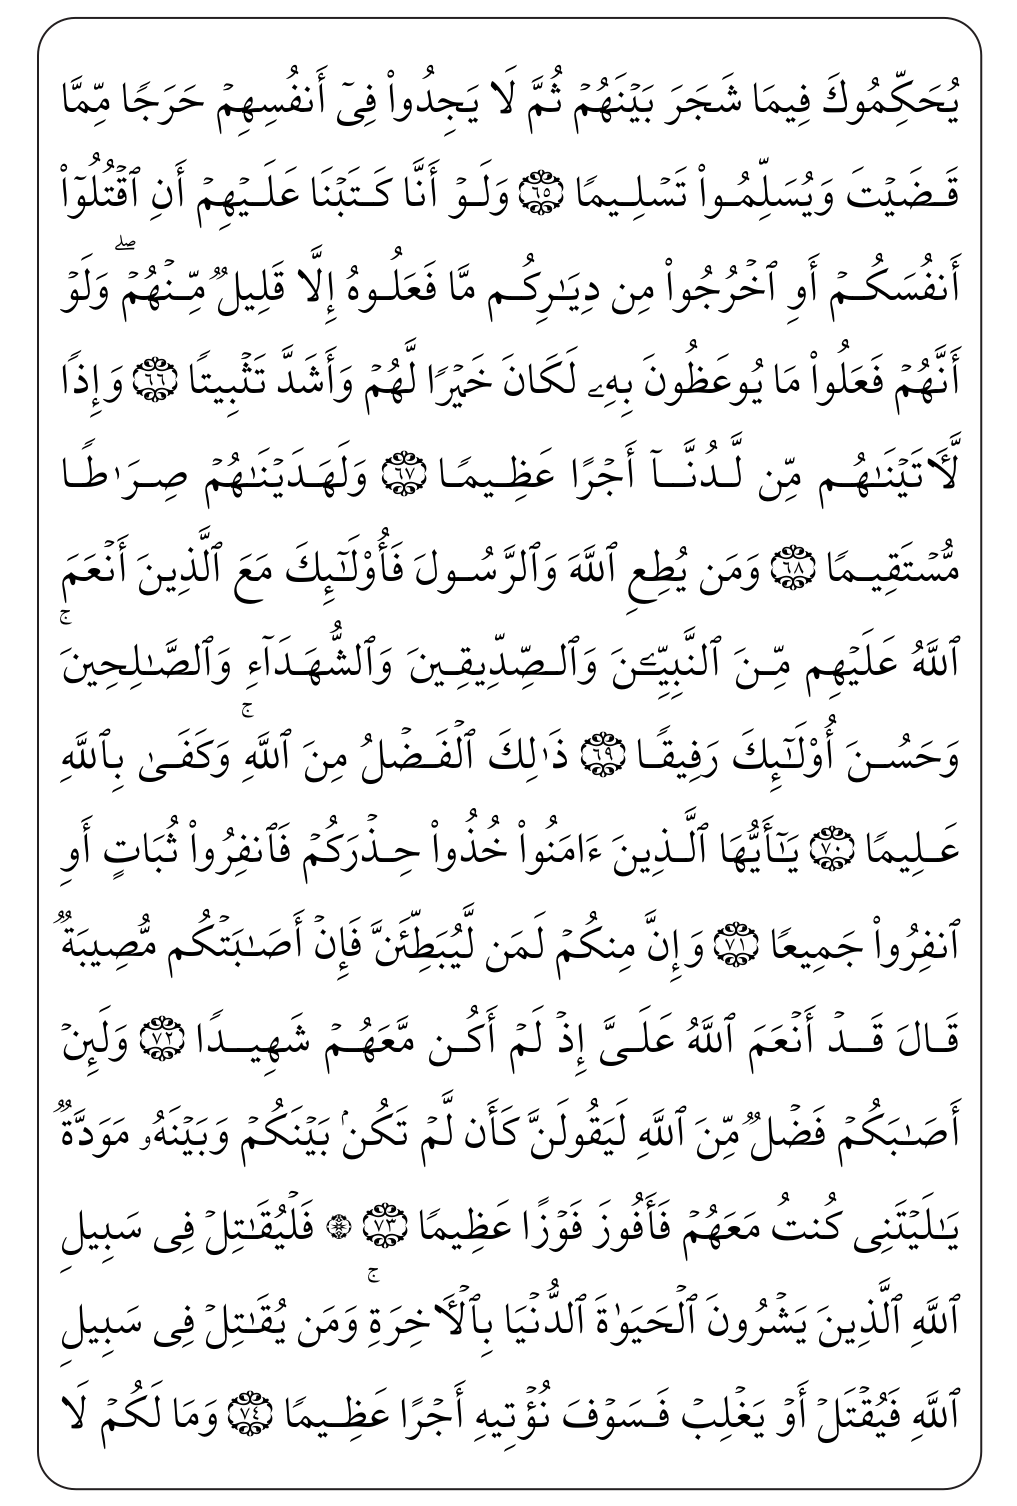 يُحَكِّمُوكَ فِيمَا شَجَرَ بَيْنَهُمْ ثُمَّ لَا يَجِدُوا۟ فِىٓ أَنفُسِهِمْ حَرَجًا مِّمَّا
قَضَيْتَ وَيُسَلِّمُوا۟ تَسْلِيمًا ٦٥ وَلَوْ أَنَّا كَتَبْنَا عَلَيْهِمْ أَنِ ٱقْتُلُوٓا۟
أَنفُسَكُمْ أَوِ ٱخْرُجُوا۟ مِن دِيَـٰرِكُم مَّا فَعَلُوهُ إِلَّا قَلِيلٌ مِّنْهُمْ ۖ وَلَوْ
أَنَّهُمْ فَعَلُوا۟ مَا يُوعَظُونَ بِهِۦ لَكَانَ خَيْرًا لَّهُمْ وَأَشَدَّ تَثْبِيتًا ٦٦ وَإِذًا
لَّـَٔاتَيْنَـٰهُم مِّن لَّدُنَّآ أَجْرًا عَظِيمًا ٦٧ وَلَهَدَيْنَـٰهُمْ صِرَٰطًا
مُّسْتَقِيمًا ٦٨ وَمَن يُطِعِ ٱللَّهَ وَٱلرَّسُولَ فَأُو۟لَـٰٓئِكَ مَعَ ٱلَّذِينَ أَنْعَمَ
ٱللَّهُ عَلَيْهِم مِّنَ ٱلنَّبِيِّـۧنَ وَٱلصِّدِّيقِينَ وَٱلشُّهَدَآءِ وَٱلصَّـٰلِحِينَ ۚ
وَحَسُنَ أُو۟لَـٰٓئِكَ رَفِيقًا ٦٩ ذَٰلِكَ ٱلْفَضْلُ مِنَ ٱللَّهِ ۚ وَكَفَىٰ بِٱللَّهِ
عَلِيمًا ٧٠ يَـٰٓأَيُّهَا ٱلَّذِينَ ءَامَنُوا۟ خُذُوا۟ حِذْرَكُمْ فَٱنفِرُوا۟ ثُبَاتٍ أَوِ
ٱنفِرُوا۟ جَمِيعًا ٧١ وَإِنَّ مِنكُمْ لَمَن لَّيُبَطِّئَنَّ فَإِنْ أَصَـٰبَتْكُم مُّصِيبَةٌ
قَالَ قَدْ أَنْعَمَ ٱللَّهُ عَلَىَّ إِذْ لَمْ أَكُن مَّعَهُمْ شَهِيدًا ٧٢ وَلَئِنْ
أَصَـٰبَكُمْ فَضْلٌ مِّنَ ٱللَّهِ لَيَقُولَنَّ كَأَن لَّمْ تَكُنۢ بَيْنَكُمْ وَبَيْنَهُۥ مَوَدَّةٌ
يَـٰلَيْتَنِى كُنتُ مَعَهُمْ فَأَفُوزَ فَوْزًا عَظِيمًا ٧٣ ۞ فَلْيُقَـٰتِلْ فِى سَبِيلِ
ٱللَّهِ ٱلَّذِينَ يَشْرُونَ ٱلْحَيَوٰةَ ٱلدُّنْيَا بِٱلْـَٔاخِرَةِ ۚ وَمَن يُقَـٰتِلْ فِى سَبِيلِ
ٱللَّهِ فَيُقْتَلْ أَوْ يَغْلِبْ فَسَوْفَ نُؤْتِيهِ أَجْرًا عَظِيمًا ٧٤ وَمَا لَكُمْ لَا